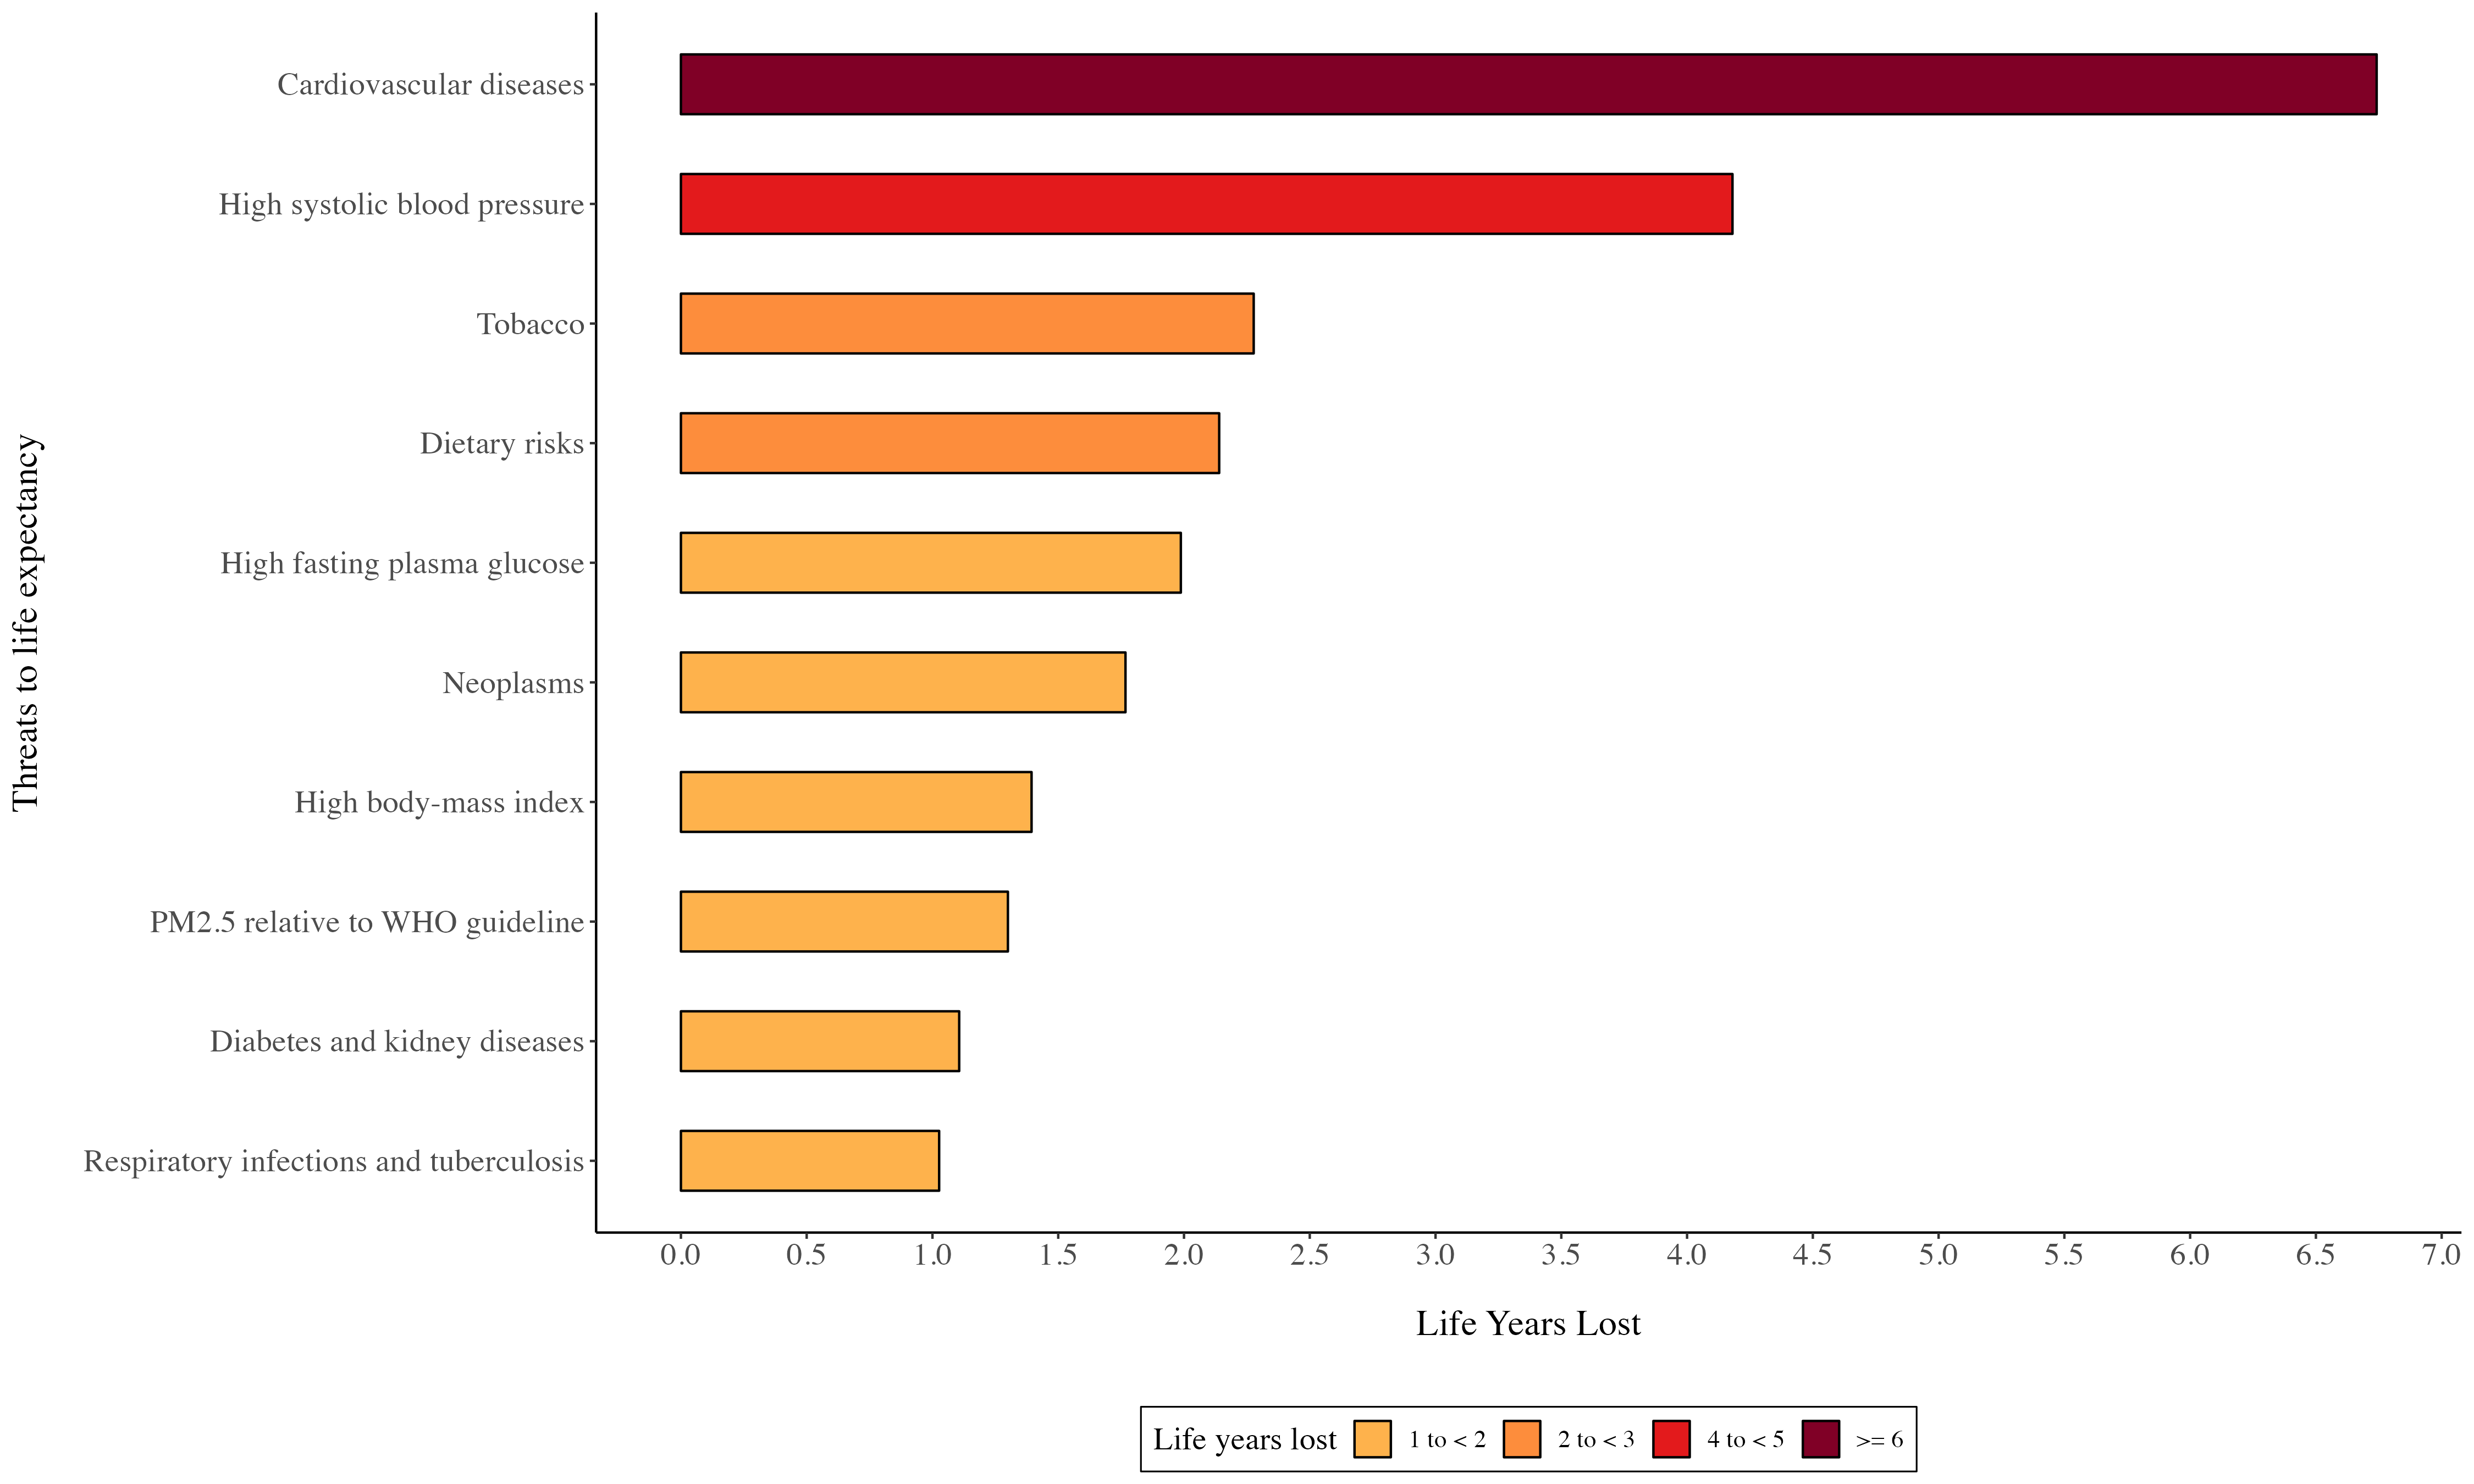 Threats to life expectancy
Cardiovascular diseases
High systolic blood pressure
Tobacco
Dietary risks
High fasting plasma glucose
Neoplasms
High body-mass index
PM2.5 relative to WHO guideline
Diabetes and kidney diseases
Respiratory infections and tuberculosis
0.0 0.5 1.0 1.5 2.0 2.5 3.0 3.5 4.0 4.5 5.0 5.5 6.0 6.5 7.0
Life Years Lost
Life years lost 1 to < 2 2 to < 3 4 to < 5 >= 6